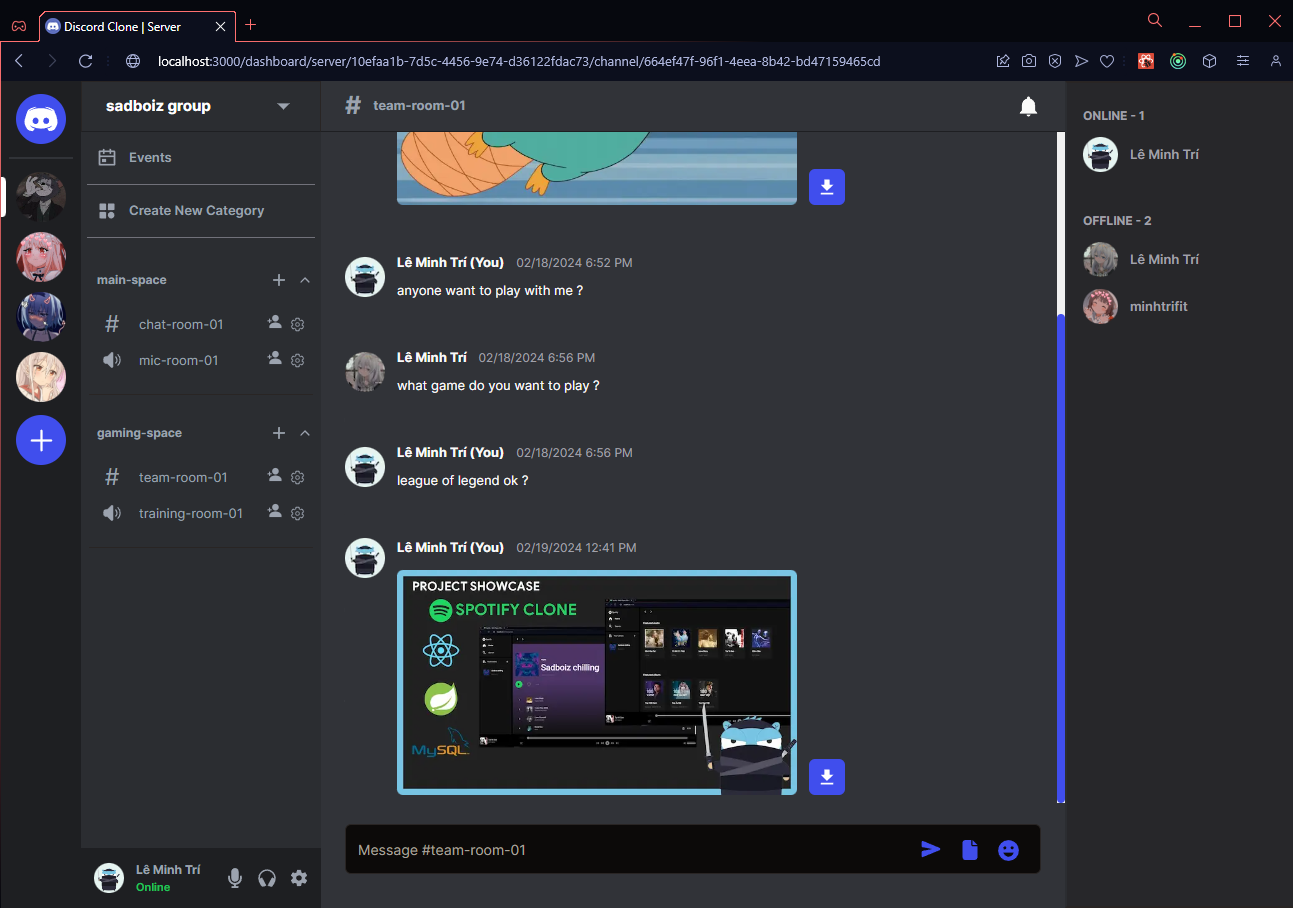 Discord Clone | Server
localhost:3000/dashboard/server/10efaa1b-7d5c-4456-9e74-d36122fdac73/channel/664ef47f-96f1-4eea-8b42-bd47159465cd
sadboiz group
Events
Create New Category
main-space
chat-room-01
mic-room-01
gaming-space
team-room-01
training-room-01
Lê Minh Trí
Online
# team-room-01
Lê Minh Trí (You) 02/18/2024 6:52 PM
anyone want to play with me ?
Lê Minh Trí 02/18/2024 6:56 PM
what game do you want to play ?
Lê Minh Trí (You) 02/18/2024 6:56 PM
league of legend ok ?
Lê Minh Trí (You) 02/19/2024 12:41 PM
PROJECT SHOWCASE
SPOTIFY CLONE
Sadboiz chilling
MySQL
Message #team-room-01
ONLINE - 1
Lê Minh Trí
OFFLINE - 2
Lê Minh Trí
minhtrifit